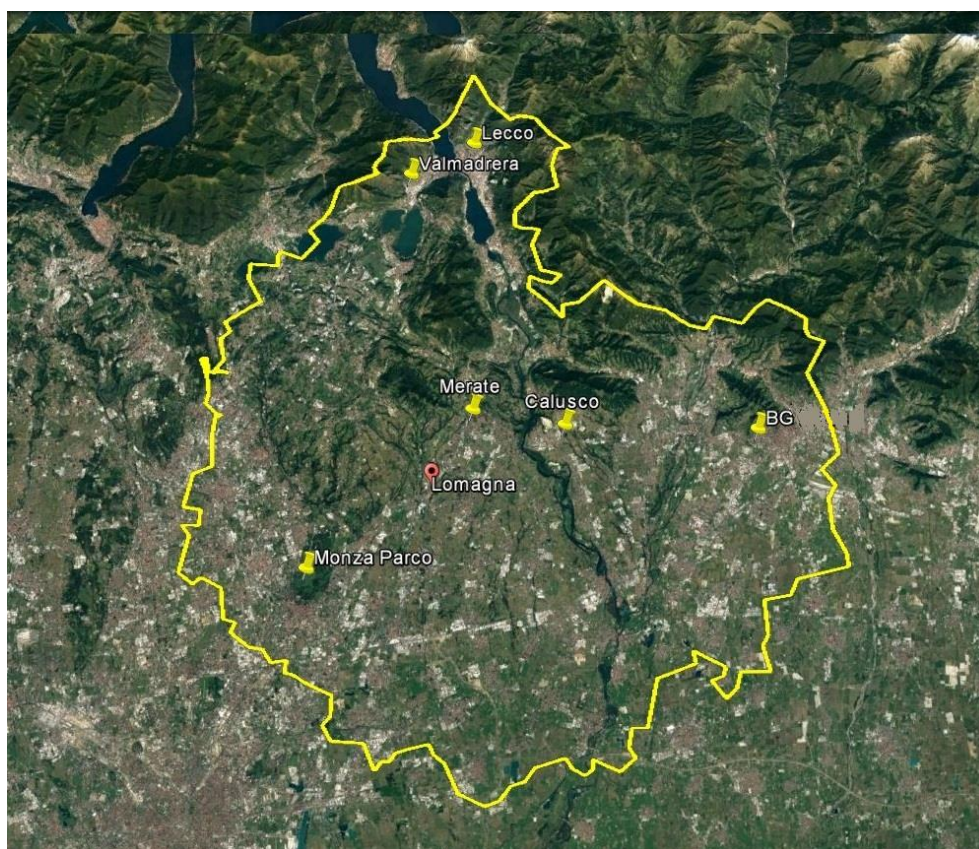 Lecco
Valmadrera
Merate
Calusco
BG
Lomagna
Monza Parco